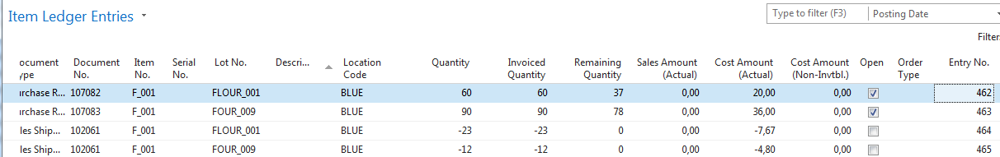 Item Ledger Entries
Type to filter (F3) Posting Date
Filter:
ocument Type Document No. Item No. Serial No. Lot No. Descri... Location Code Quantity Invoiced Quantity Remaining Quantity Sales Amount (Actual) Cost Amount (Actual) Cost Amount (Non-Invtbl.) Open Order Type Entry No.
urchase R... 107082 F_001 FLOUR_001 BLUE 60 60 37 0,00 20,00 0,00 462
urchase R... 107083 F_001 FOUR_009 BLUE 90 90 78 0,00 36,00 0,00 463
les Ship... 102061 F_001 FLOUR_001 BLUE -23 -23 0 0,00 -7,67 0,00 464
les Ship... 102061 F_001 FOUR_009 BLUE -12 -12 0 0,00 -4,80 0,00 465